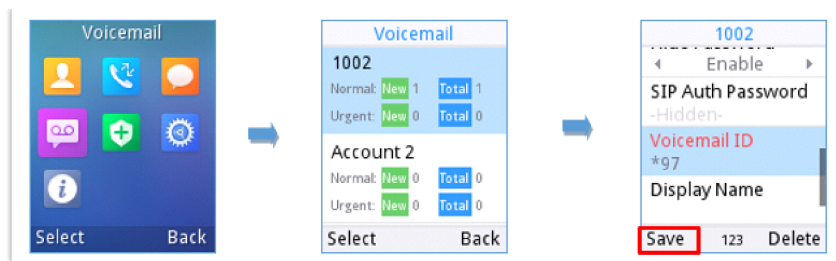 Voicemail
Select Back
Voicemail
1002
Normal: New 1 Total 1
Urgent: New 0 Total 0
Account 2
Normal: New 0 Total 0
Urgent: New 0 Total 0
Select Back
1002
Enable
SIP Auth Password
-Hidden-
Voicemail ID
*97
Display Name
Save 123 Delete